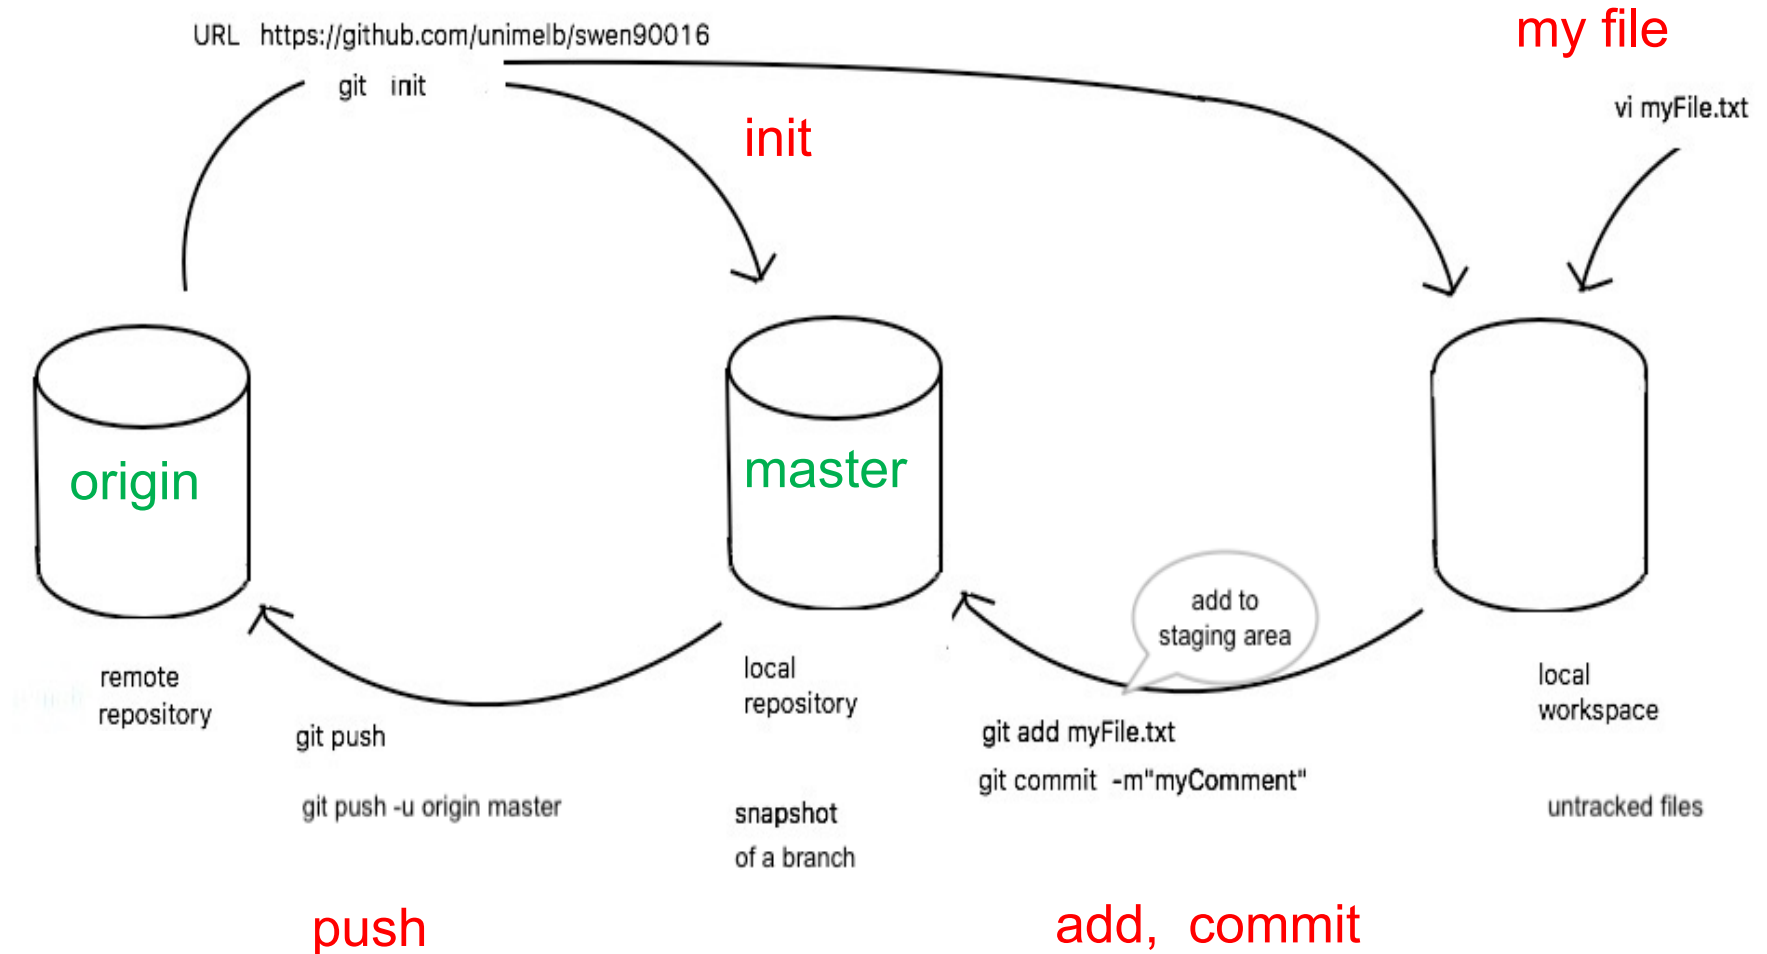 URL https://github.com/unimelb/swen90016
git init
init
my file
vi myFile.txt
origin
master
add to
staging area
remote
repository
local
repository
local
workspace
git push
git push -u origin master
git add myFile.txt
git commit -m"myComment"
snapshot
of a branch
untracked files
push
add, commit